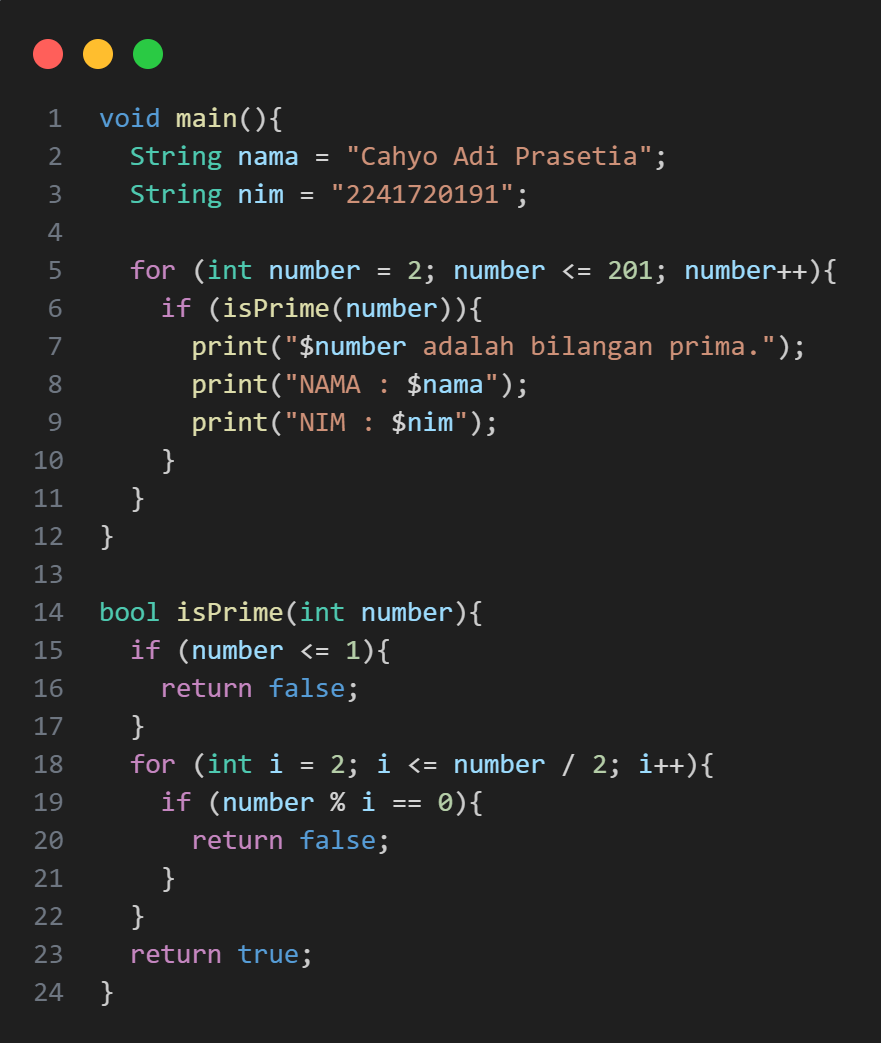 1 void main(){
2   String nama = "Cahyo Adi Prasetia";
3   String nim = "2241720191";
4
5   for (int number = 2; number <= 201; number++){
6     if (isPrime(number)){
7       print("$number adalah bilangan prima.");
8       print("NAMA : $nama");
9       print("NIM : $nim");
10     }
11   }
12 }
13
14 bool isPrime(int number){
15   if (number <= 1){
16     return false;
17   }
18   for (int i = 2; i <= number / 2; i++){
19     if (number % i == 0){
20       return false;
21     }
22   }
23   return true;
24 }